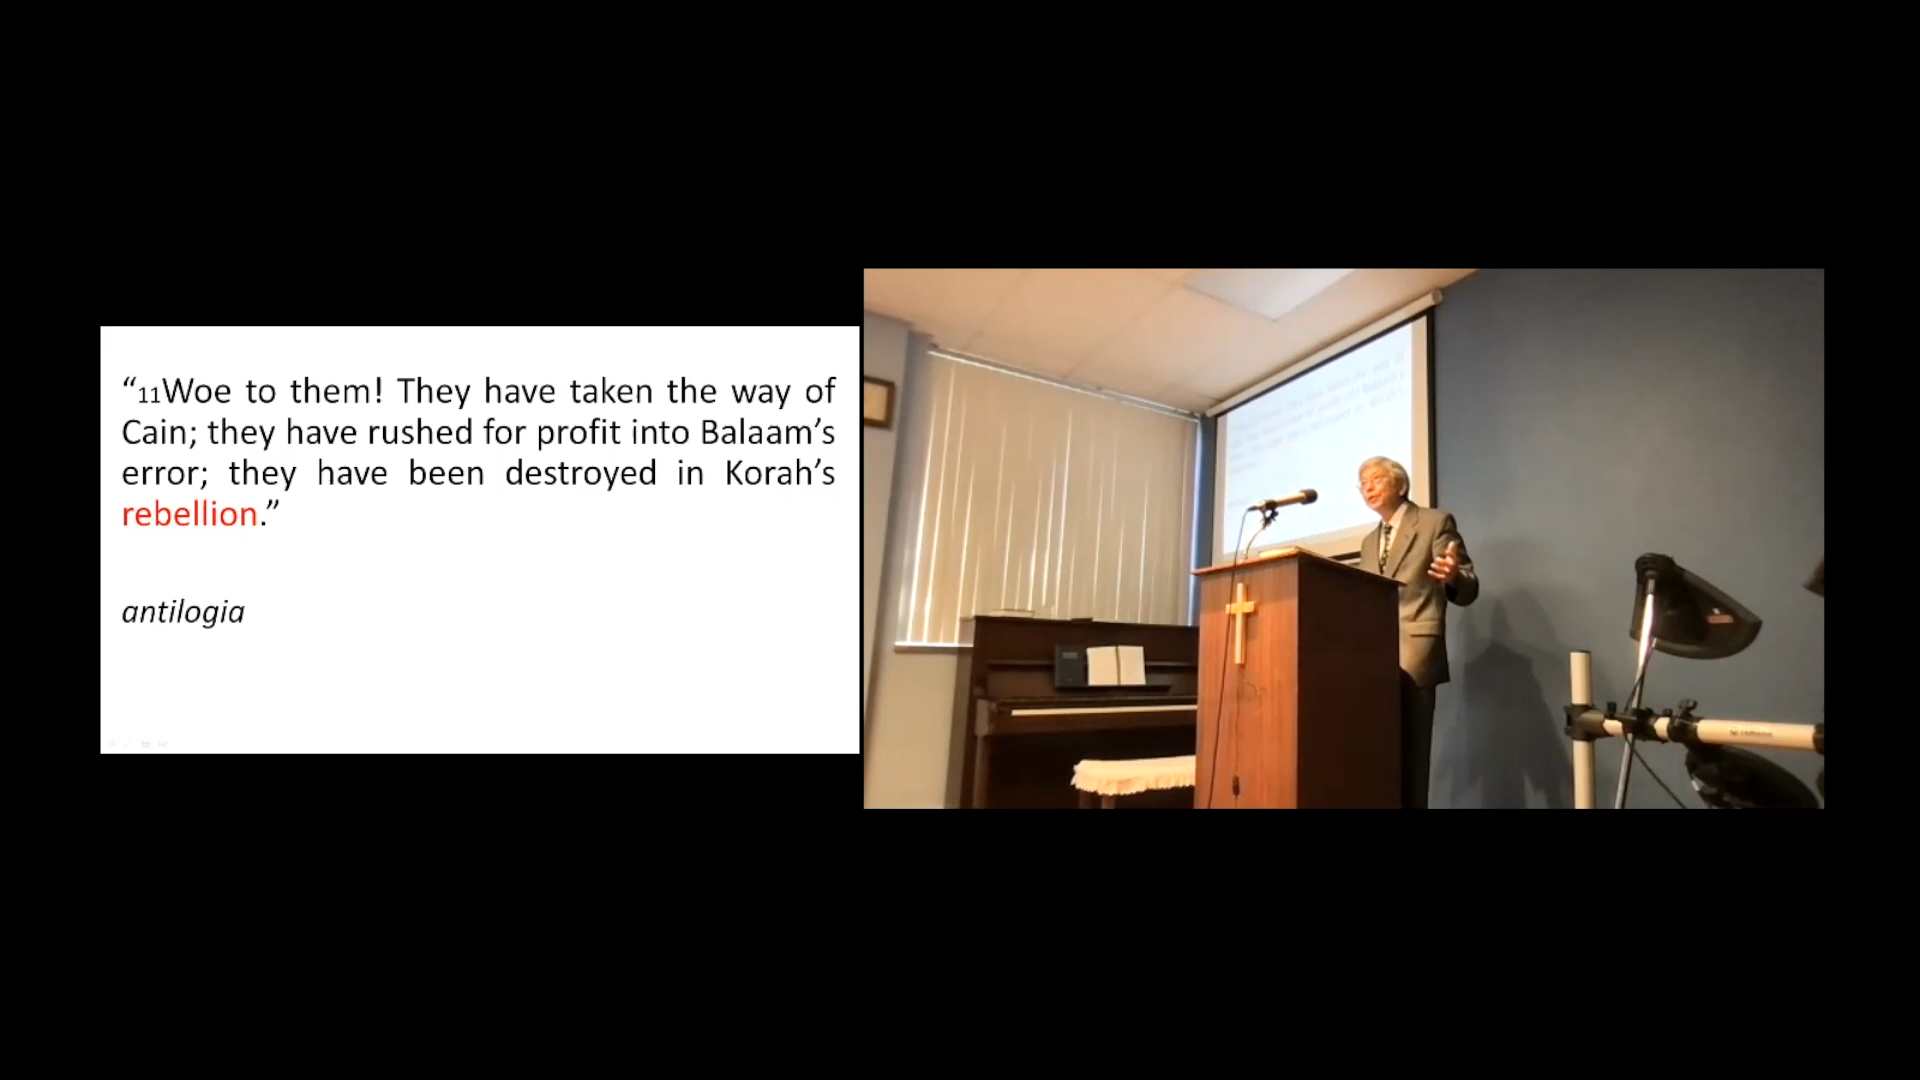 “11Woe to them! They have taken the way of
Cain; they have rushed for profit into Balaam’s
error; they have been destroyed in Korah’s
rebellion.”
antilogia